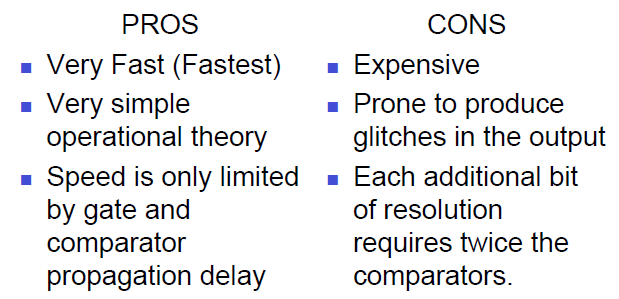 PROS
Very Fast (Fastest)
Very simple
operational theory
Speed is only limited
by gate and
comparator
propagation delay
CONS
Expensive
Prone to produce
glitches in the output
Each additional bit
of resolution
requires twice the
comparators.